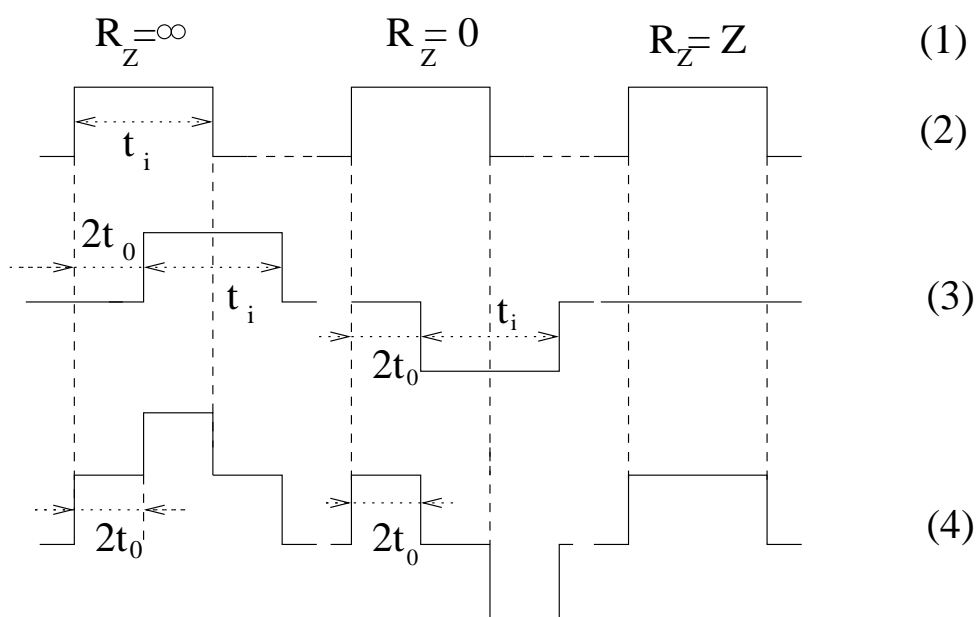 R_Z=∞ R_Z=0 R_Z=Z (1)
t_i (2)
2t_0
t_i t_i (3)
2t_0
2t_0 2t_0 (4)